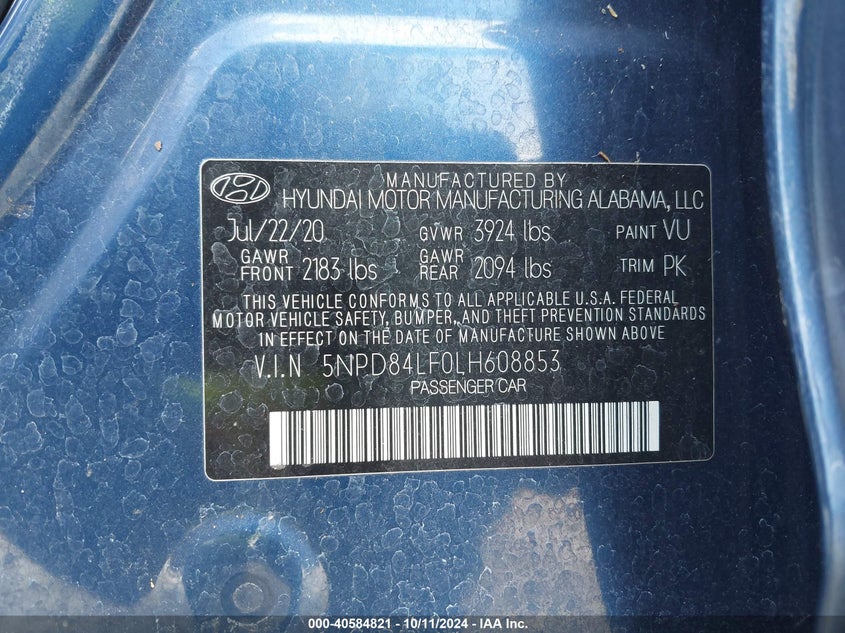 MANUFACTURED BY
HYUNDAI MOTOR MANUFACTURING ALABAMA, LLC
Jul/22/20 GVWR 3924 lbs PAINT VU
GAWR FRONT 2183 lbs GAWR REAR 2094 lbs TRIM PK
THIS VEHICLE CONFORMS TO ALL APPLICABLE U.S.A. FEDERAL
MOTOR VEHICLE SAFETY, BUMPER, AND THEFT PREVENTION STANDARDS
IN EFFECT ON THE DATE OF MANUFACTURE SHOWN ABOVE
V.I.N 5NPD84LF0LH608853
PASSENGER CAR
000-40584821 - 10/11/2024 - IAA Inc.